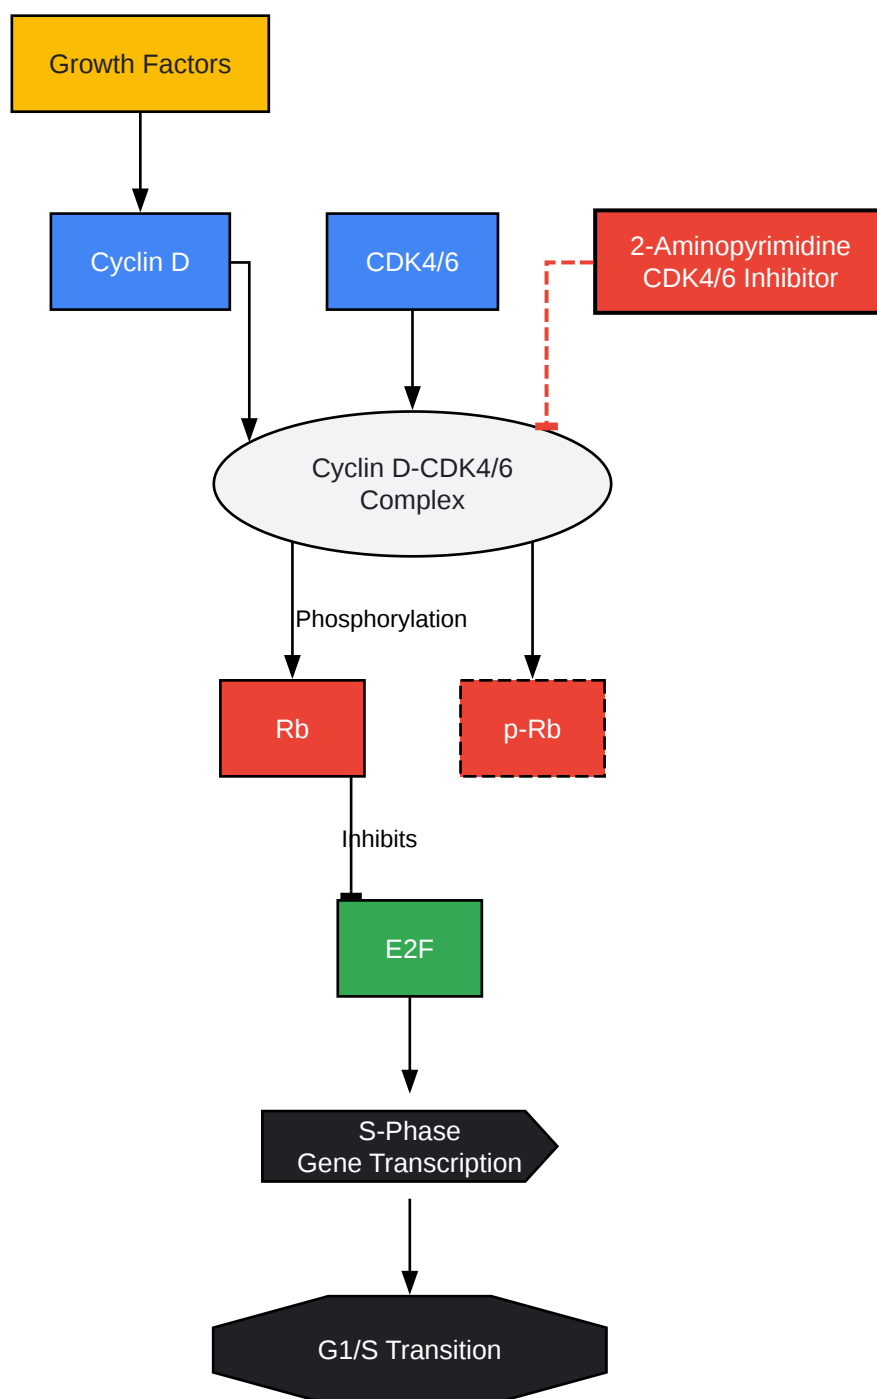 Growth Factors
Cyclin D
CDK4/6
2-Aminopyrimidine
CDK4/6 Inhibitor
Cyclin D-CDK4/6
Complex
Phosphorylation
Rb
p-Rb
Inhibits
E2F
S-Phase
Gene Transcription
G1/S Transition